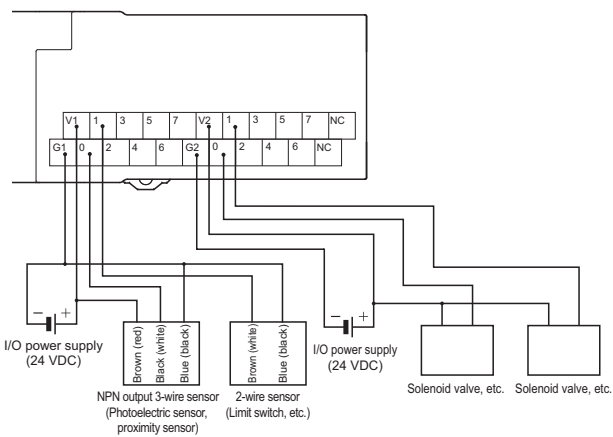 V1 1 3 5 7 V2 1 3 5 7 NC
G1 0 2 4 6 G2 0 2 4 6 NC
− +
I/O power supply
(24 VDC)
Brown (red)
Black (white)
Blue (black)
NPN output 3-wire sensor
(Photoelectric sensor,
proximity sensor)
Brown (white)
Blue (black)
2-wire sensor
(Limit switch, etc.)
− +
I/O power supply
(24 VDC)
Solenoid valve, etc.
Solenoid valve, etc.